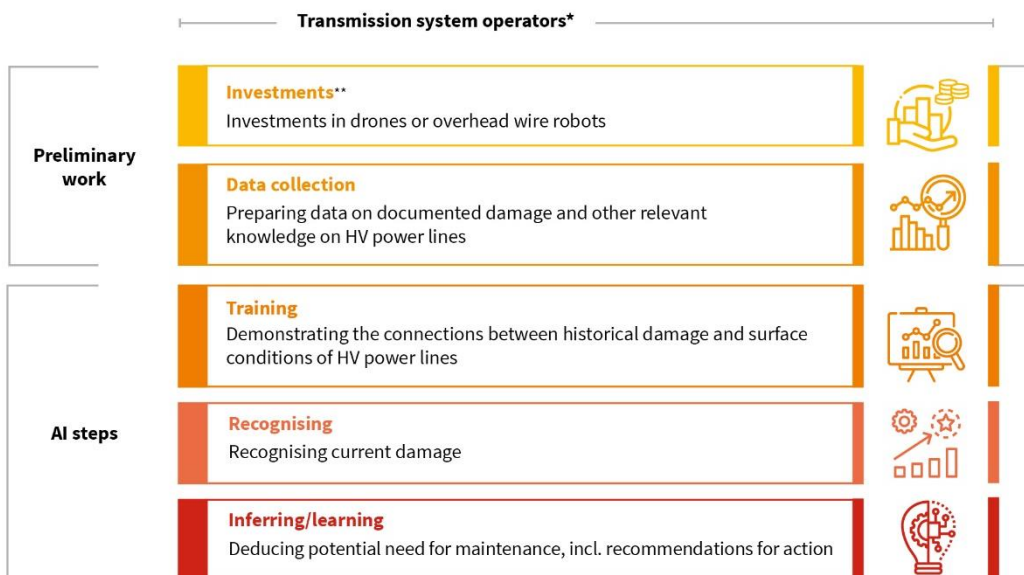 Transmission system operators*
Preliminary
work
Investments**
Investments in drones or overhead wire robots
Data collection
Preparing data on documented damage and other relevant
knowledge on HV power lines
AI steps
Training
Demonstrating the connections between historical damage and surface
conditions of HV power lines
Recognising
Recognising current damage
Inferring/learning
Deducing potential need for maintenance, incl. recommendations for action